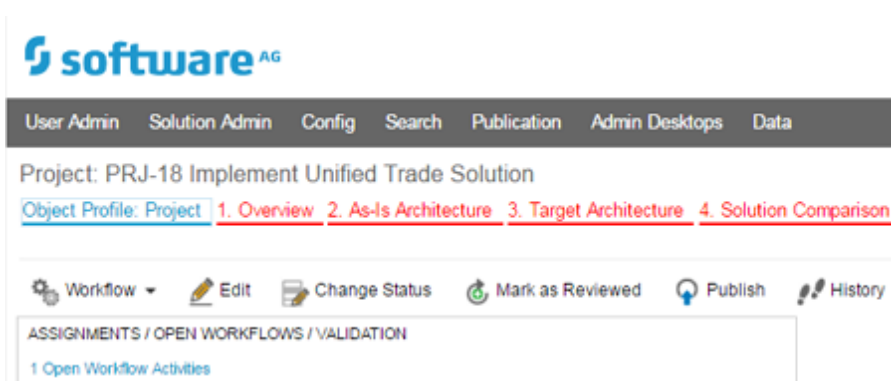 software AG
User Admin Solution Admin Config Search Publication Admin Desktops Data
Project: PRJ-18 Implement Unified Trade Solution
Object Profile: Project 1. Overview 2. As-Is Architecture 3. Target Architecture 4. Solution Comparison
Workflow Edit Change Status Mark as Reviewed Publish History
ASSIGNMENTS / OPEN WORKFLOWS / VALIDATION
1 Open Workflow Activities